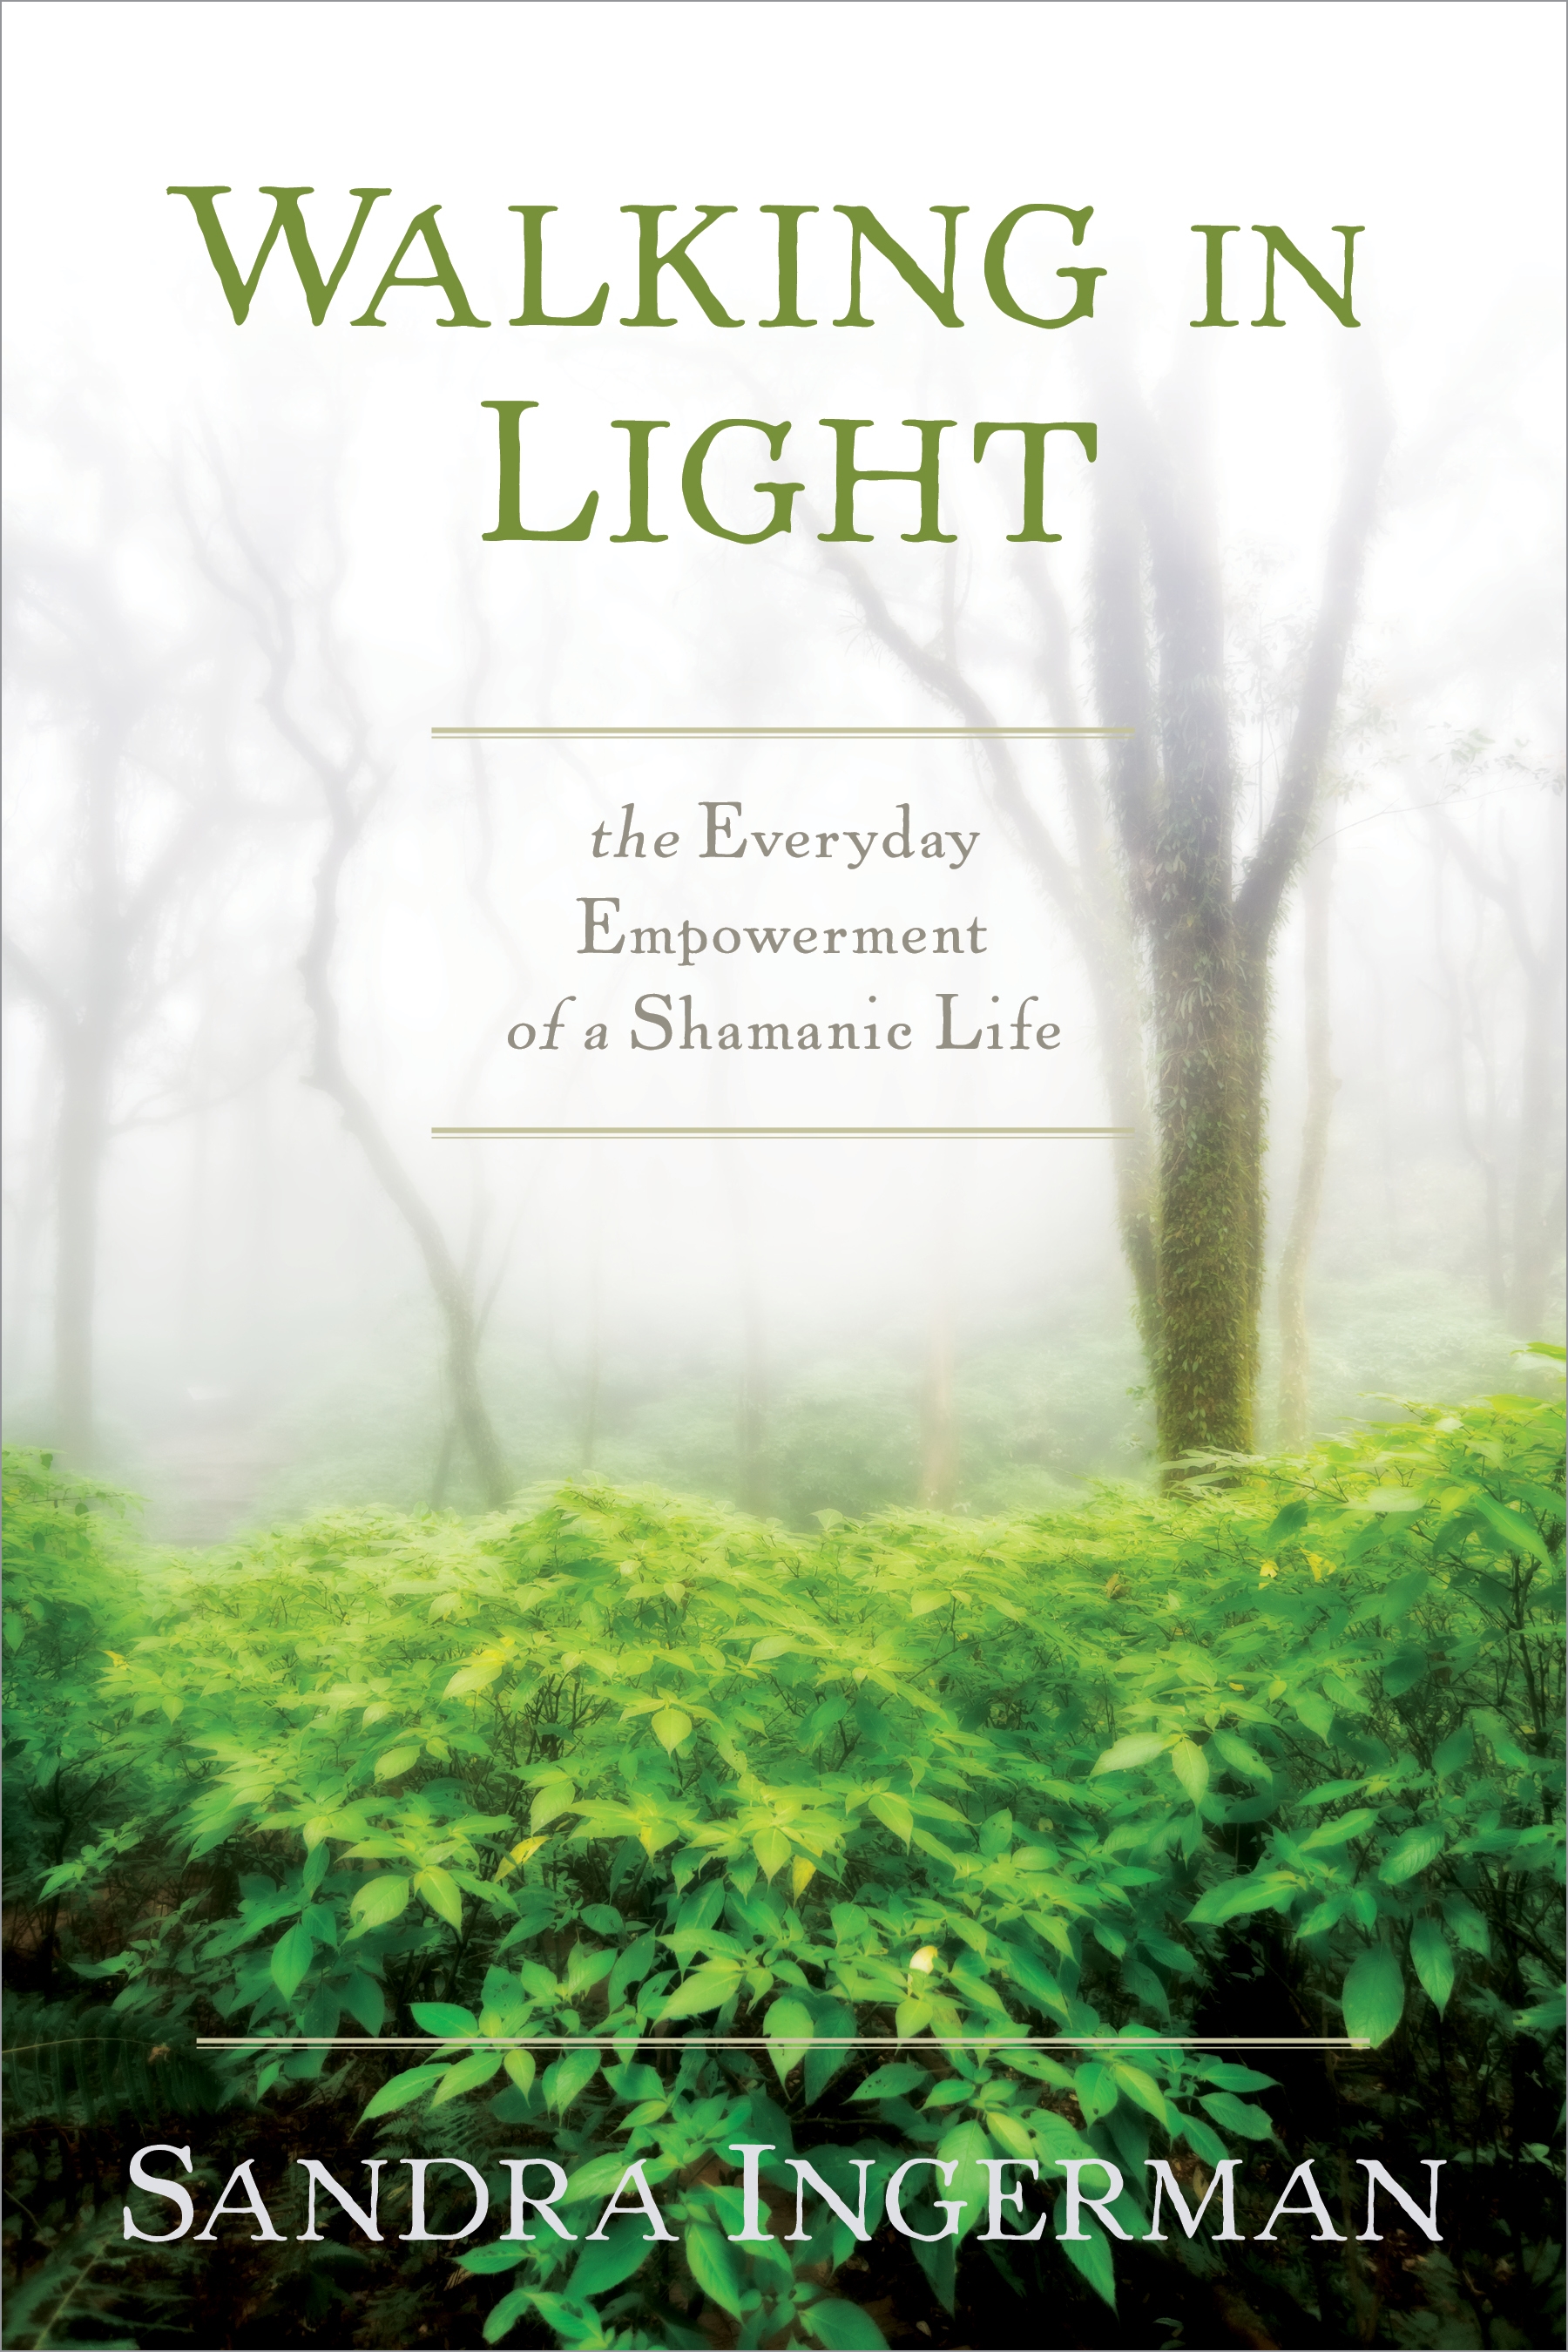 WALKING IN
LIGHT
the Everyday
Empowerment
of a Shamanic Life
SANDRA INGERMAN